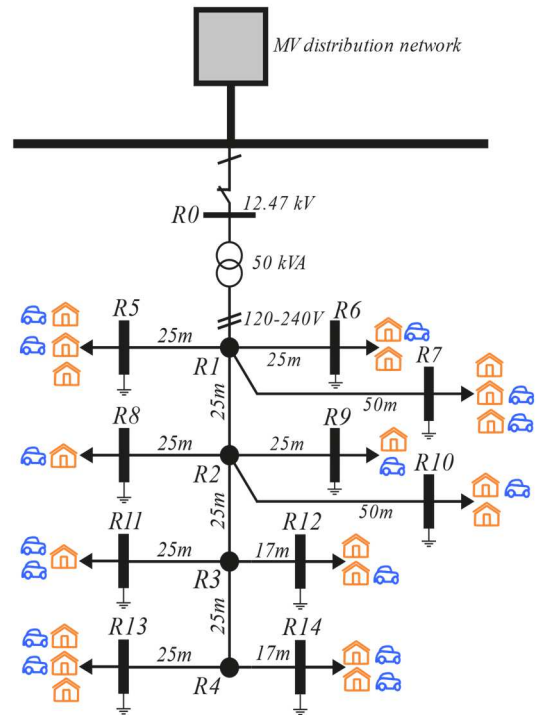 MV distribution network
12.47 kV
R0
50 kVA
120-240V
R5
R6
25m
25m
R1
R7
50m
25m
R8
R9
25m
25m
R2
R10
50m
25m
R11
R12
25m
17m
R3
25m
R13
R14
25m
17m
R4